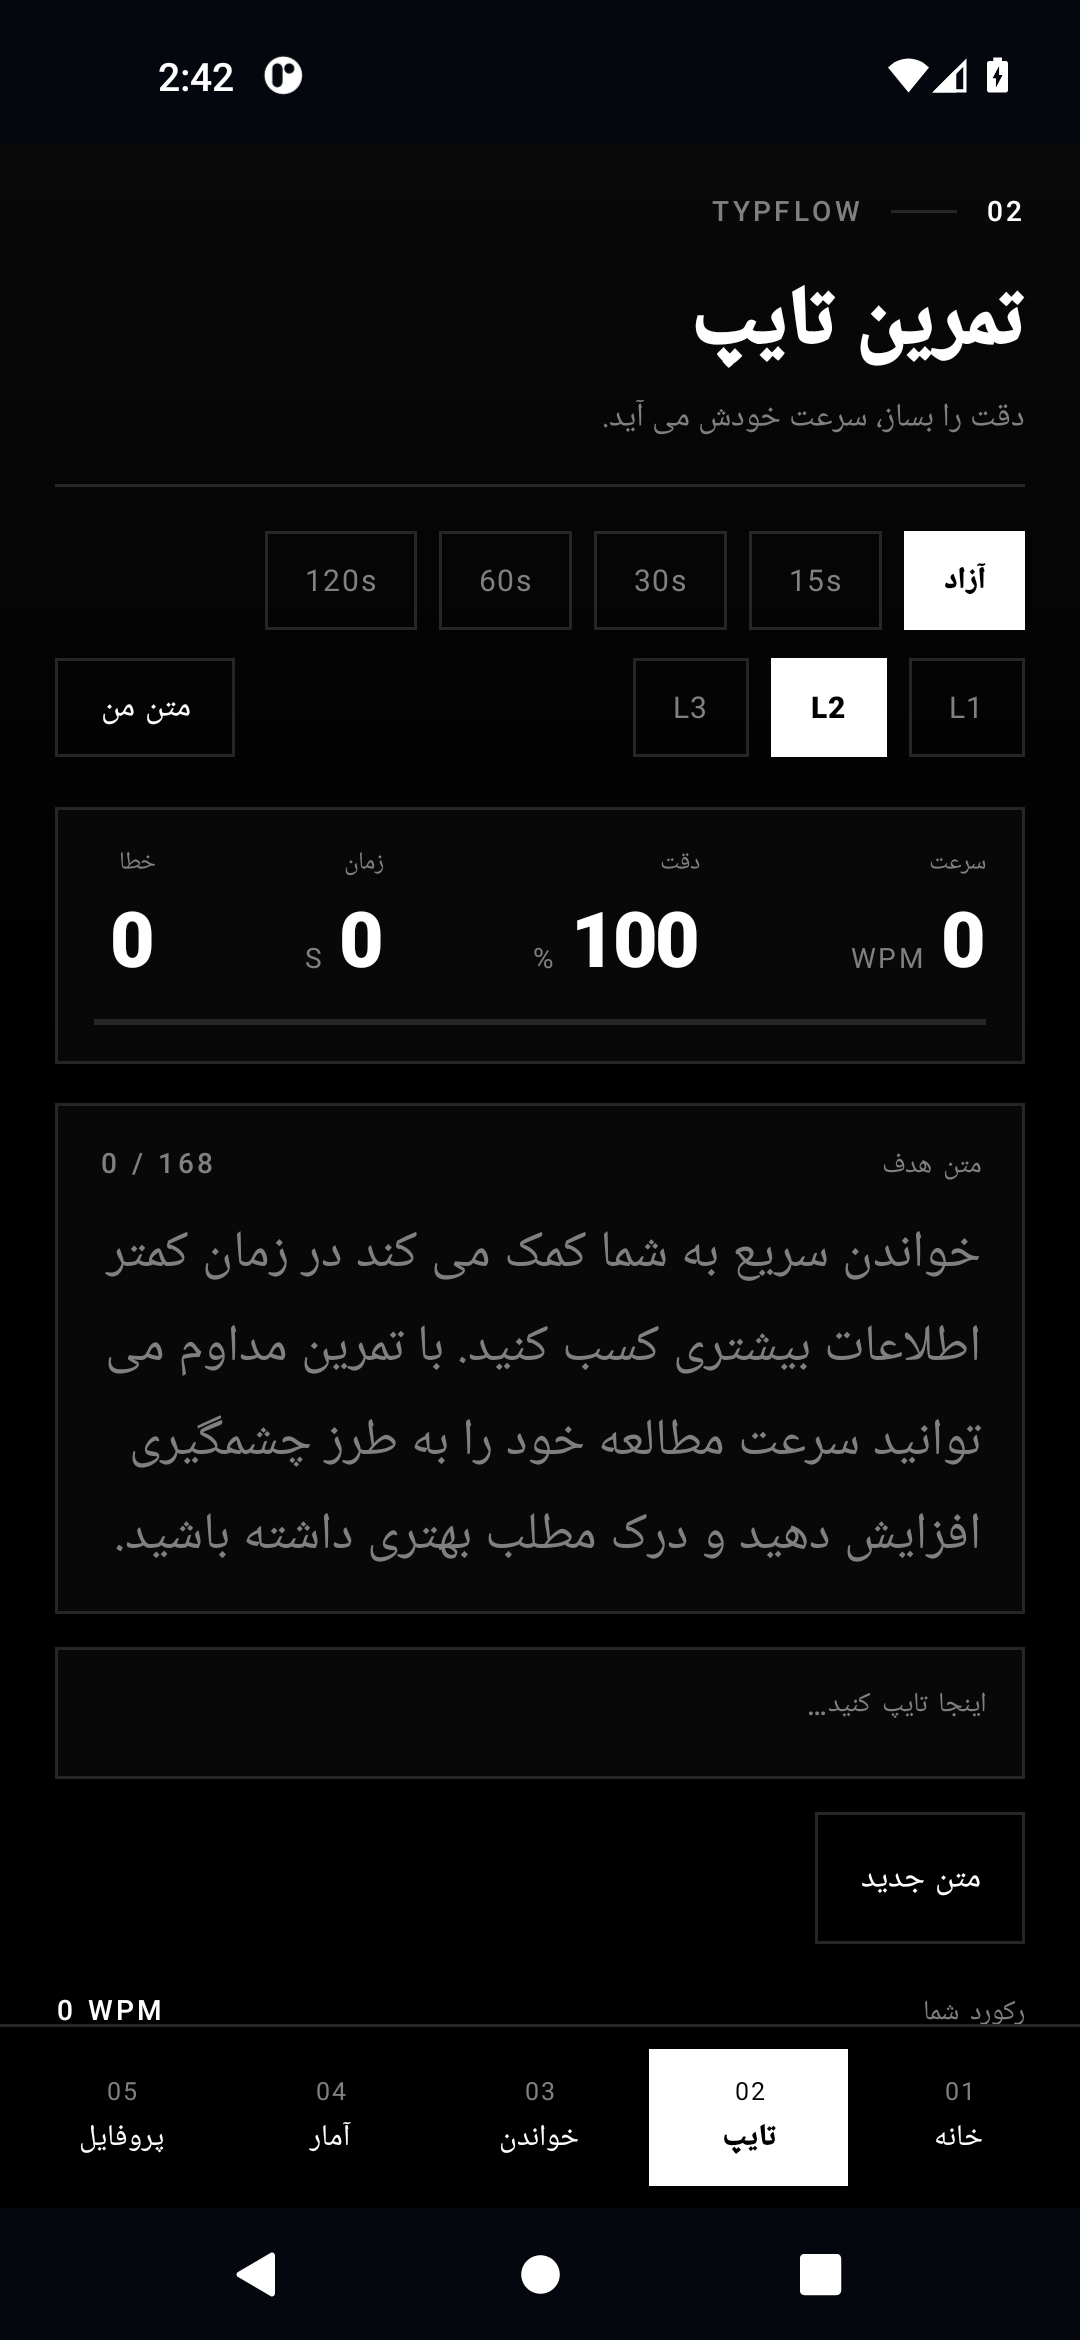 2:42
02 TYPFLOW
تمرین تایپ
دقت را بساز، سرعت خودش می آید.
آزاد 15s 30s 60s 120s
L1 L2 L3 متن من
سرعت دقت زمان خطا
0 WPM 100 % 0 S 0
متن هدف 0 / 168
خواندن سریع به شما کمک می کند در زمان کمتر
اطلاعات بیشتری کسب کنید. با تمرین مداوم می
توانید سرعت مطالعه خود را به طرز چشمگیری
افزایش دهید و درک مطلب بهتری داشته باشید.
اینجا تایپ کنید...
متن جدید
رکورد شما 0 WPM
01 02 03 04 05
خانه تایپ خواندن آمار پروفایل